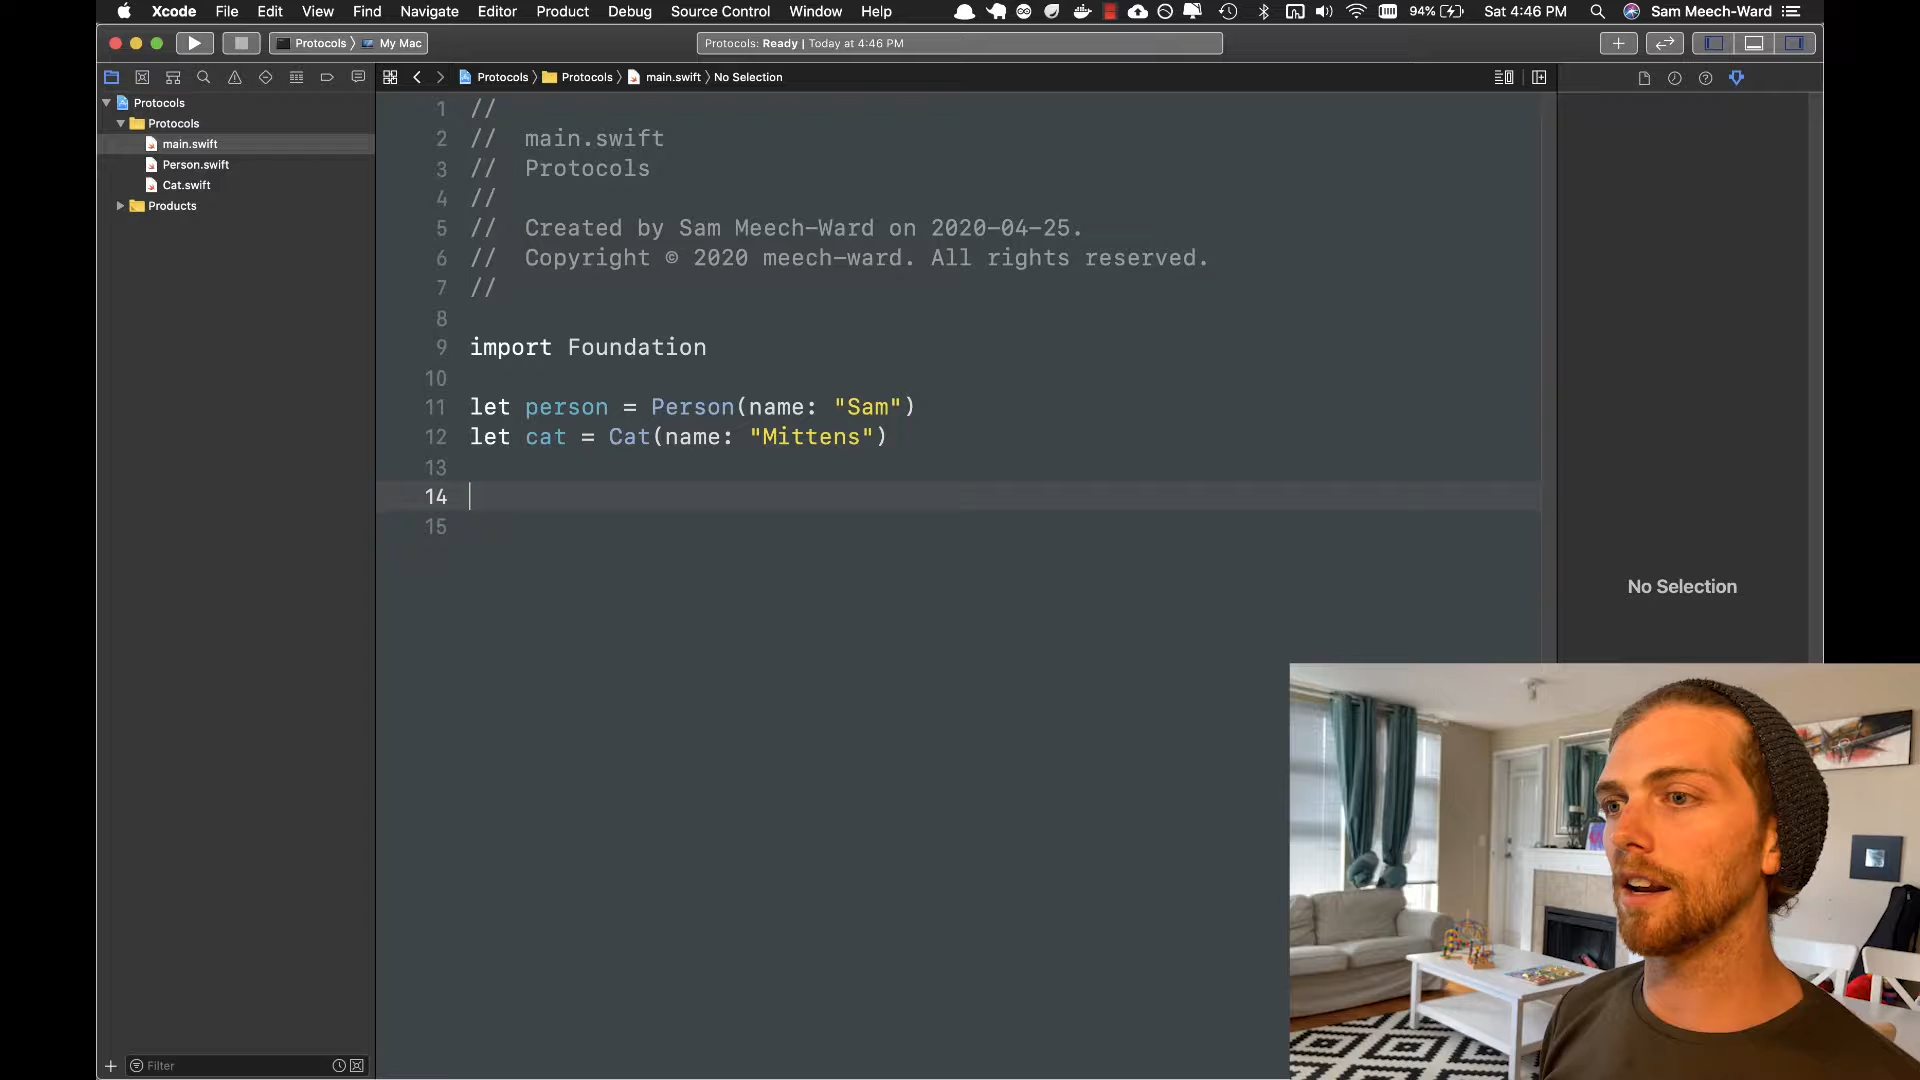 Xcode File Edit View Find Navigate Editor Product Debug Source Control Window Help 94% Sat 4:46 PM Sam Meech-Ward
Protocols My Mac Protocols: Ready | Today at 4:46 PM
Protocols Protocols main.swift No Selection
Protocols
Protocols
main.swift
Person.swift
Cat.swift
Products
1 //
2 // main.swift
3 // Protocols
4 //
5 // Created by Sam Meech-Ward on 2020-04-25.
6 // Copyright © 2020 meech-ward. All rights reserved.
7 //
8
9 import Foundation
10
11 let person = Person(name: "Sam")
12 let cat = Cat(name: "Mittens")
13
14
15
No Selection
Filter